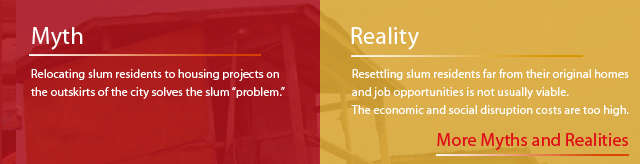 Myth
Relocating slum residents to housing projects on
the outskirts of the city solves the slum “problem.”
Reality
Resettling slum residents far from their original homes
and job opportunities is not usually viable.
The economic and social disruption costs are too high.
More Myths and Realities